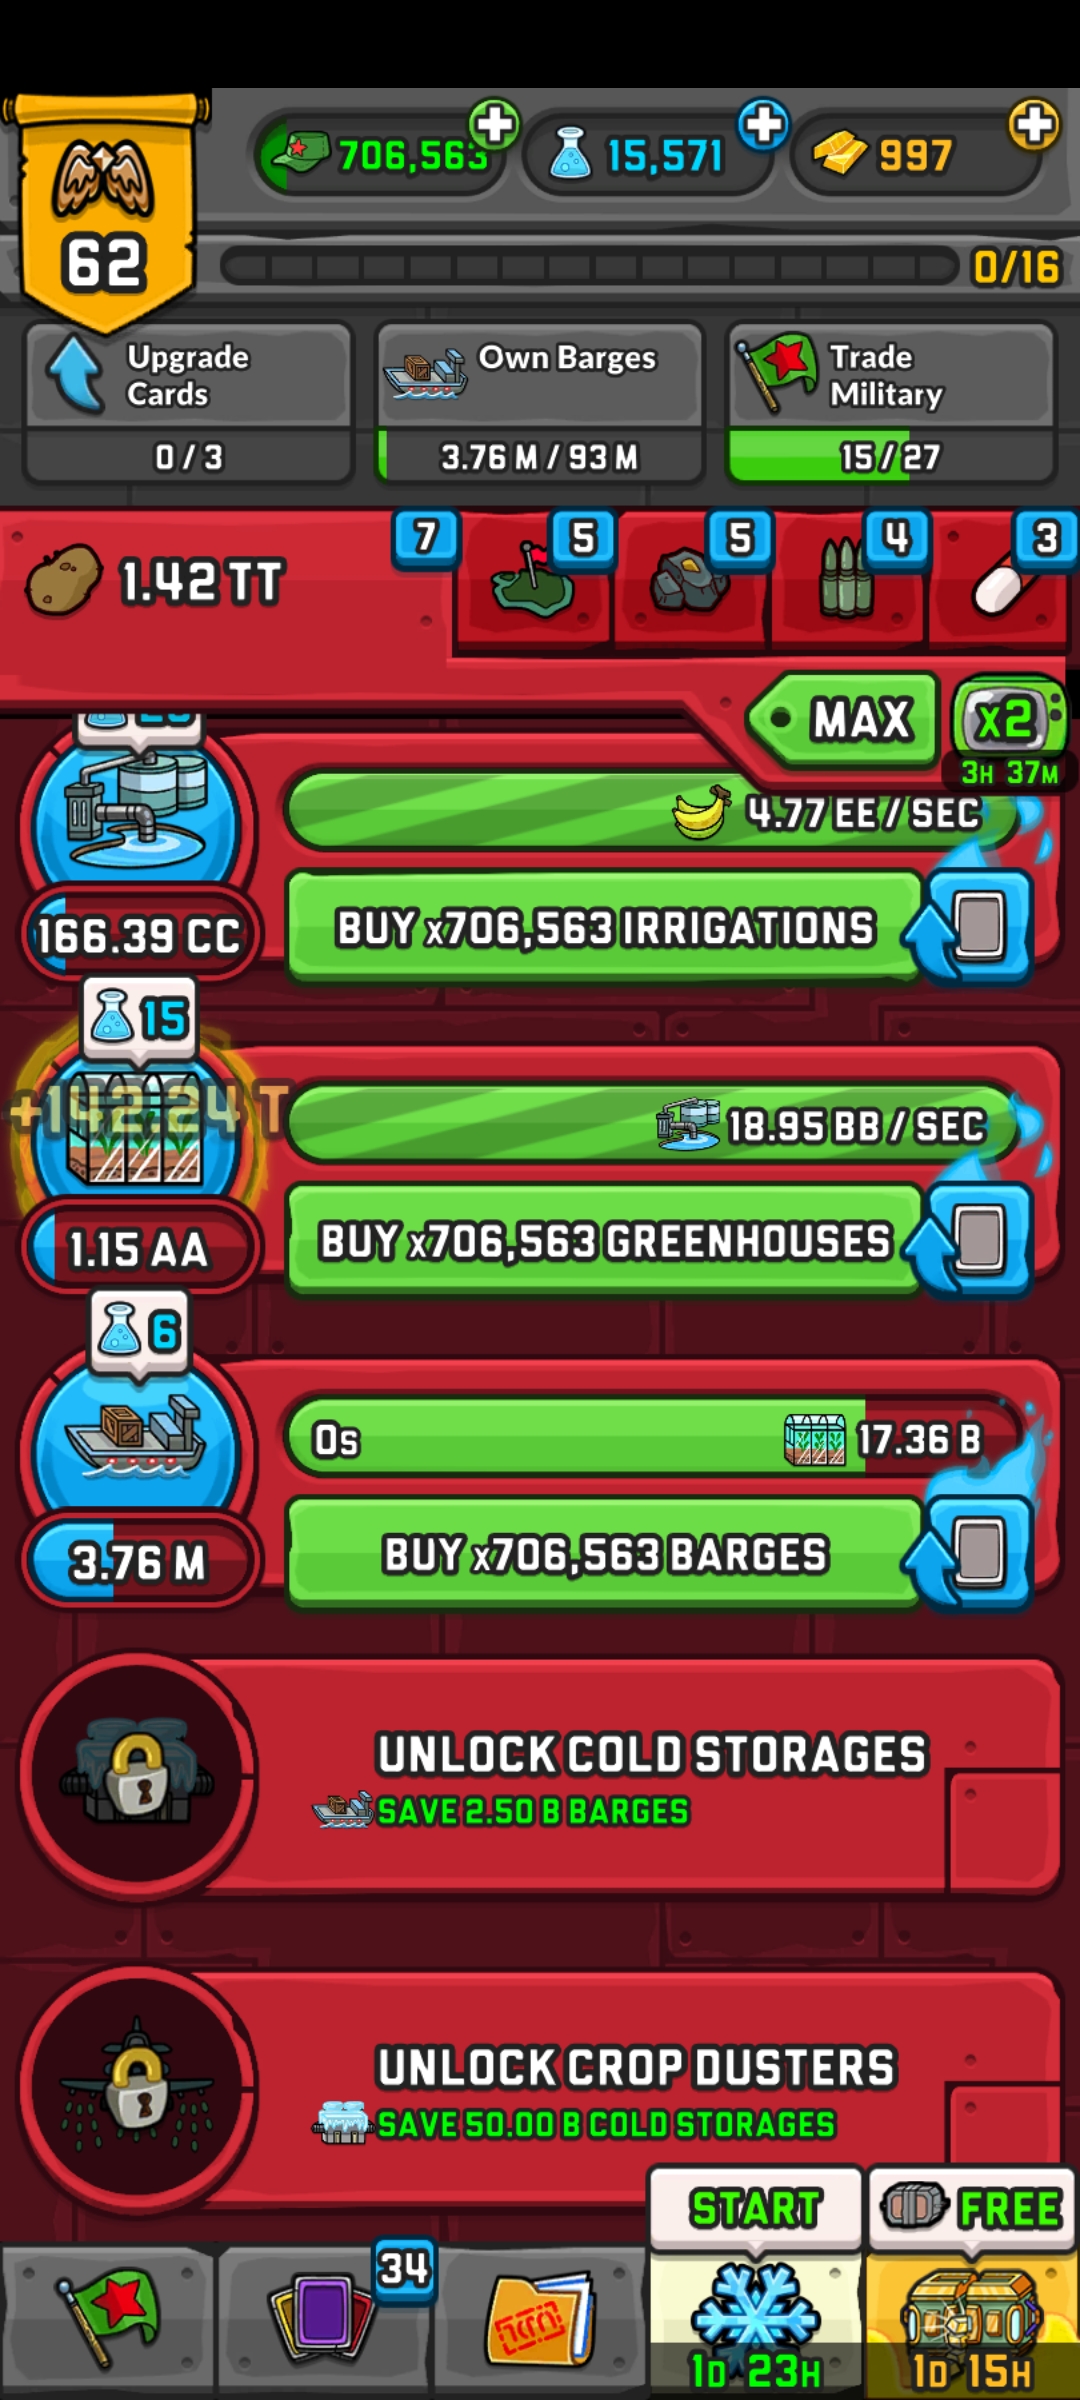 706,563
15,571
997
62
0/16
Upgrade
Cards
0 / 3
Own Barges
3.76 M / 93 M
Trade
Military
15 / 27
1.42 TT
7
5
5
4
3
MAX
x2
3H 37M
4.77 EE / SEC
166.39 CC
BUY x706,563 IRRIGATIONS
15
+142.24 T
18.95 BB / SEC
1.15 AA
BUY x706,563 GREENHOUSES
6
0s
17.36 B
3.76 M
BUY x706,563 BARGES
UNLOCK COLD STORAGES
SAVE 2.50 B BARGES
UNLOCK CROP DUSTERS
SAVE 50.00 B COLD STORAGES
START
FREE
34
1D 23H
1D 15H